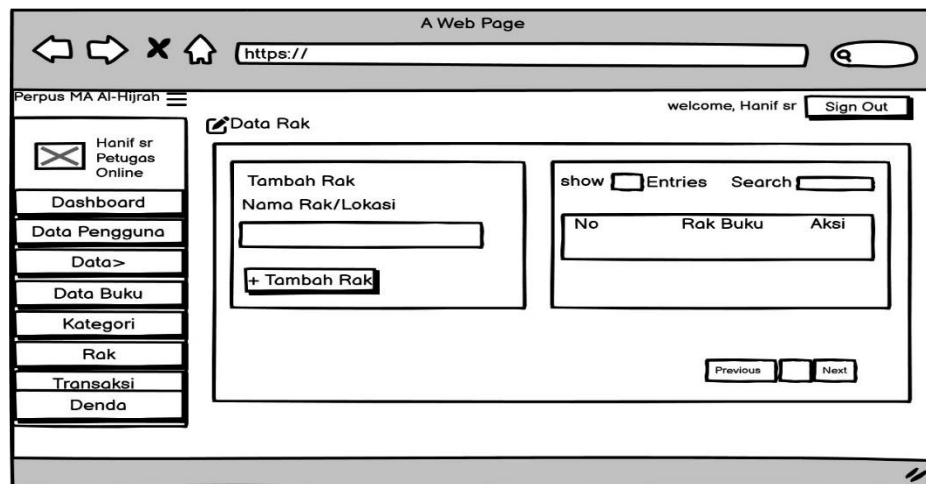 A Web Page
https://
Perpus MA Al-Hijrah
welcome, Hanif sr
Sign Out
Data Rak
Hanif sr
Petugas
Online
Dashboard
Data Pengguna
Data>
Data Buku
Kategori
Rak
Transaksi
Denda
Tambah Rak
Nama Rak/Lokasi
+ Tambah Rak
show Entries Search
No Rak Buku Aksi
Previous Next